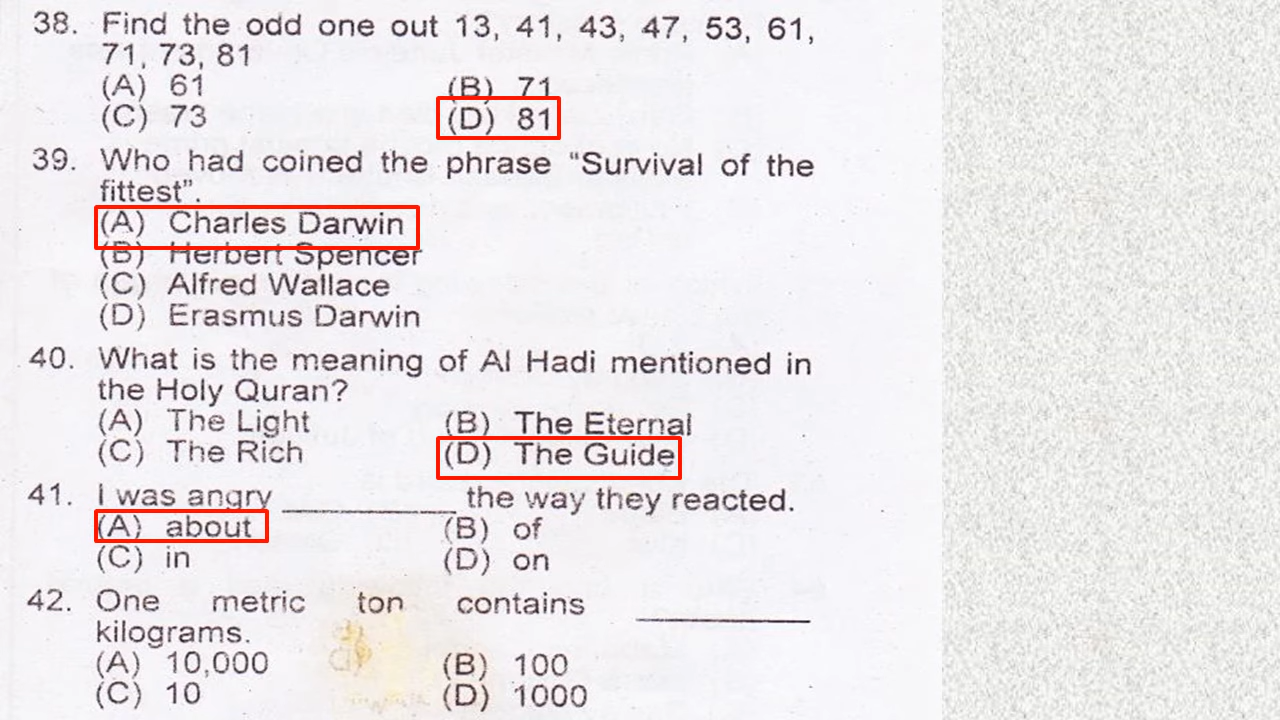 38. Find the odd one out 13, 41, 43, 47, 53, 61,
71, 73, 81
(A) 61 (B) 71
(C) 73 (D) 81
39. Who had coined the phrase “Survival of the
fittest”.
(A) Charles Darwin
(B) Herbert Spencer
(C) Alfred Wallace
(D) Erasmus Darwin
40. What is the meaning of Al Hadi mentioned in
the Holy Quran?
(A) The Light (B) The Eternal
(C) The Rich (D) The Guide
41. I was angry __________ the way they reacted.
(A) about (B) of
(C) in (D) on
42. One metric ton contains __________
kilograms.
(A) 10,000 (B) 100
(C) 10 (D) 1000